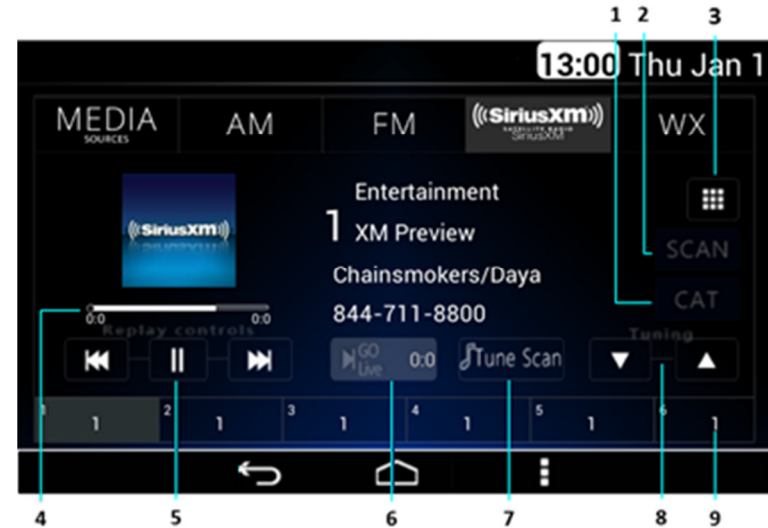 1 2 3
13:00 Thu Jan 1
MEDIA
SOURCES
AM
FM
((SiriusXM))
SATELLITE RADIO
SiriusXM
WX
((SiriusXM))
Entertainment
1 XM Preview
Chainsmokers/Daya
844-711-8800
SCAN
CAT
0:0 0:0
Replay controls
GO
Live
0:0
Tune Scan
Tuning
1 1
2 1
3 1
4 1
5 1
6 1
4 5 6 7 8 9